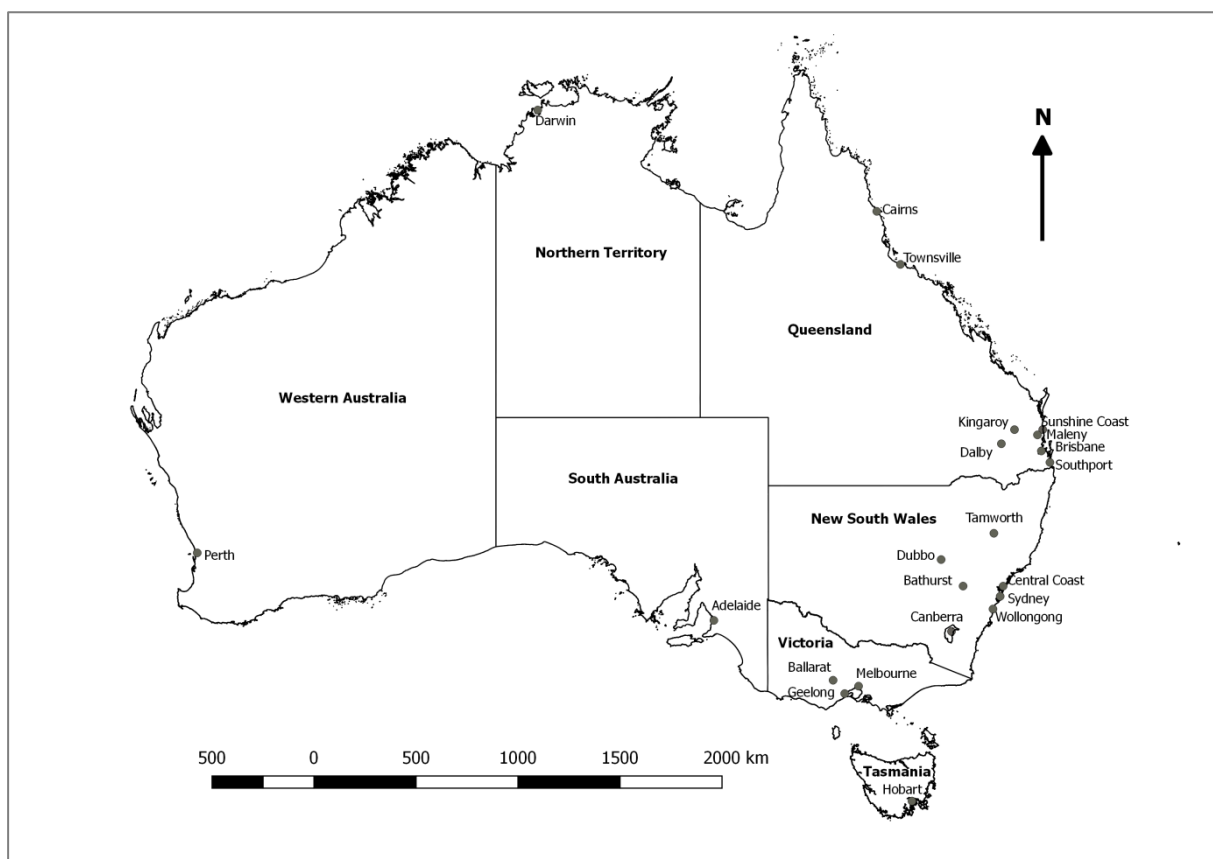 N
Darwin
Cairns
Northern Territory
Townsville
Queensland
Western Australia
Kingaroy
Sunshine Coast
Maleny
Dalby
Brisbane
Southport
South Australia
New South Wales
Tamworth
Perth
Dubbo
Bathurst
Central Coast
Sydney
Adelaide
Canberra
Wollongong
Victoria
Ballarat
Melbourne
Geelong
500 0 500 1000 1500 2000 km
Tasmania
Hobart